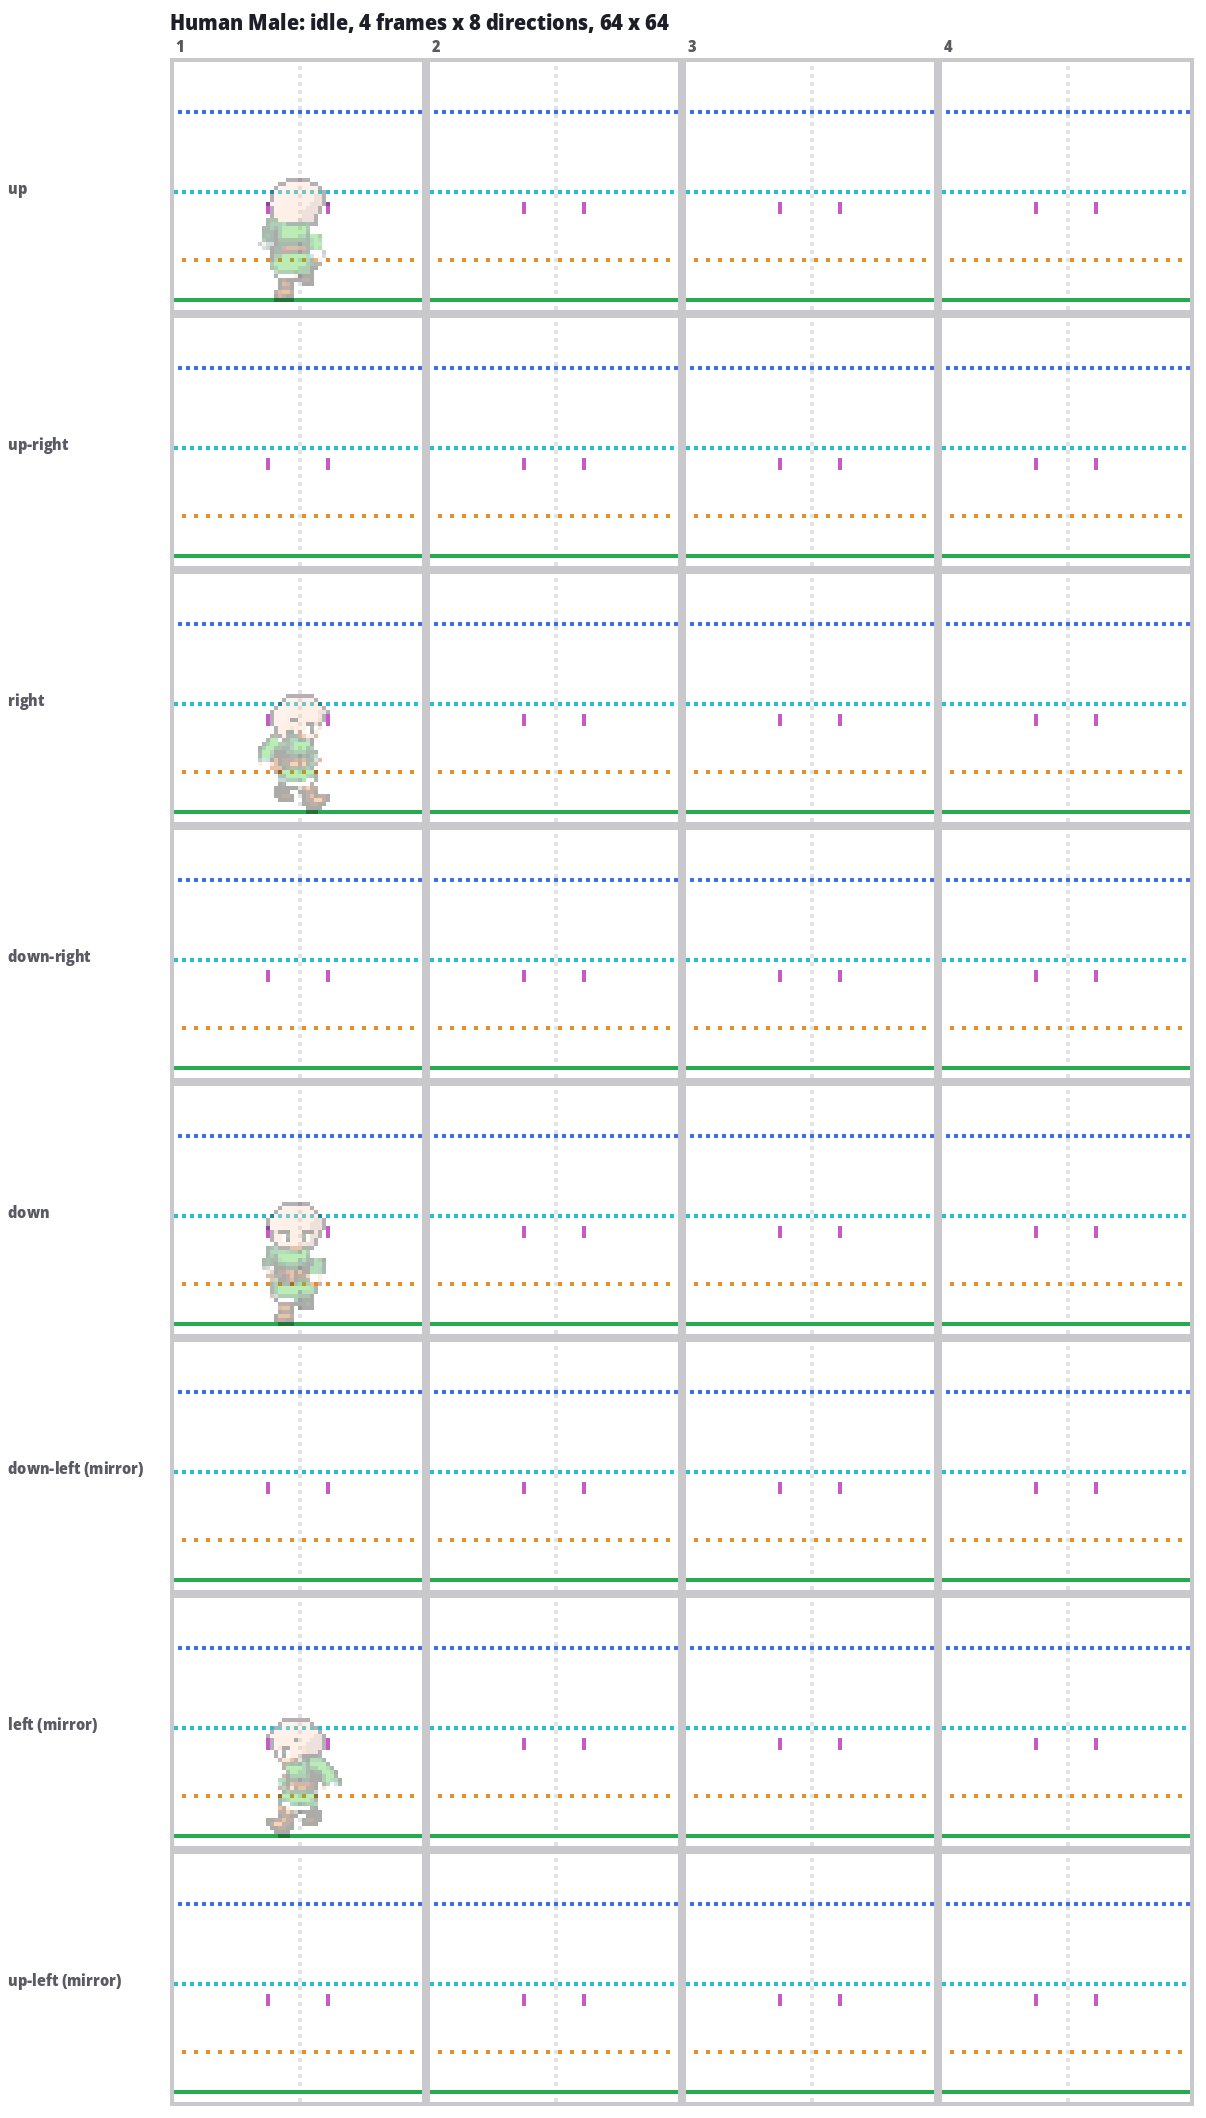 Human Male: idle, 4 frames x 8 directions, 64 x 64
1 2 3 4
up
up-right
right
down-right
down
down-left (mirror)
left (mirror)
up-left (mirror)